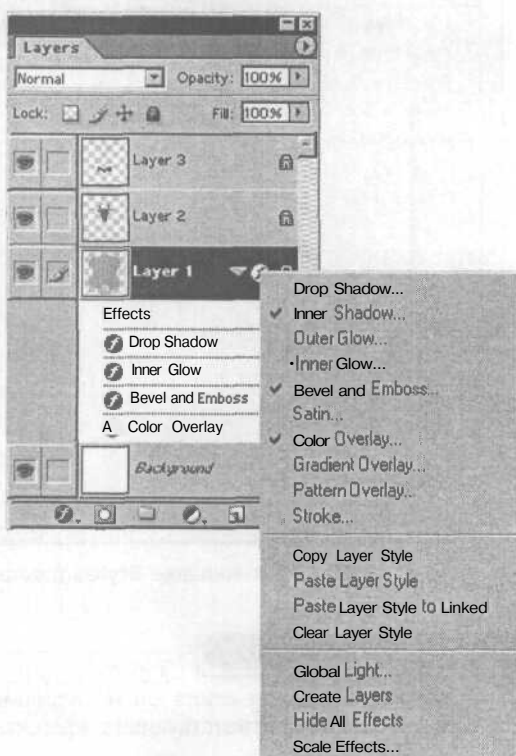 Layers
Normal Opacity: 100%
Lock: Fill: 100%
Layer 3
Layer 2
Layer 1
Effects
Drop Shadow
Inner Glow
Bevel and Emboss
A Color Overlay
Background
Drop Shadow...
Inner Shadow...
Outer Glow...
Inner Glow...
Bevel and Emboss...
Satin...
Color Overlay...
Gradient Overlay...
Pattern Overlay...
Stroke...
Copy Layer Style
Paste Layer Style
Paste Layer Style to Linked
Clear Layer Style
Global Light...
Create Layers
Hide All Effects
Scale Effects...